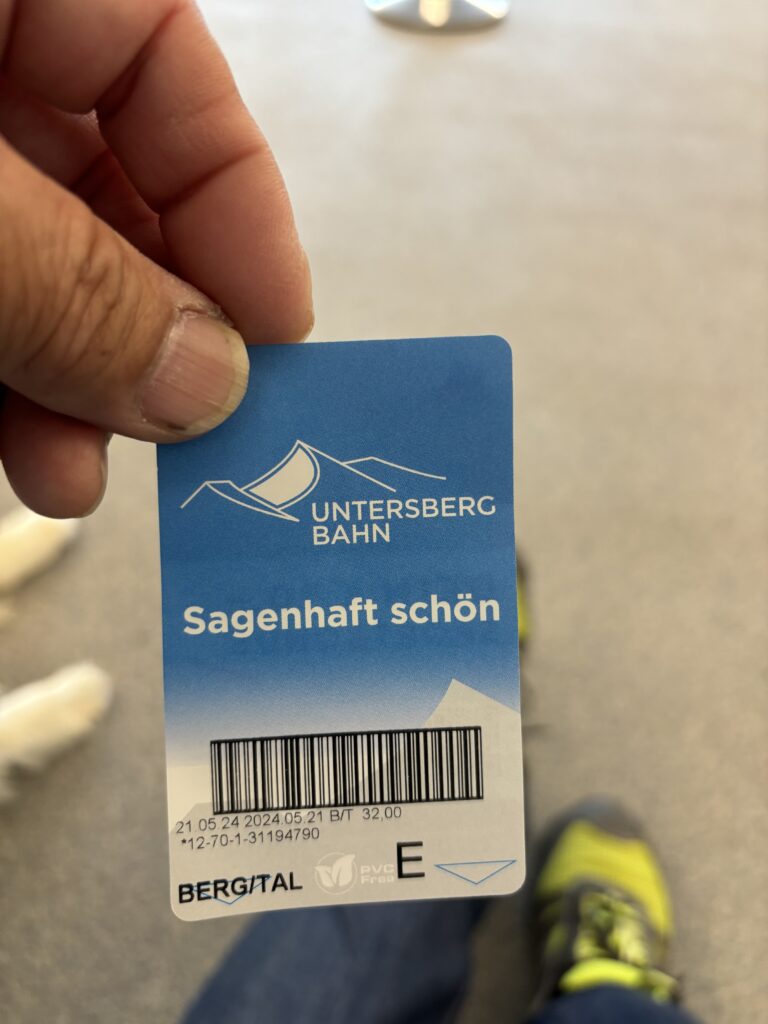 UNTERSBERG
BAHN
Sagenhaft schön
21 05 24 2024.05.21 B/T 32,00
*12-70-1-31194790
BERG/TAL
PVC
Free
E